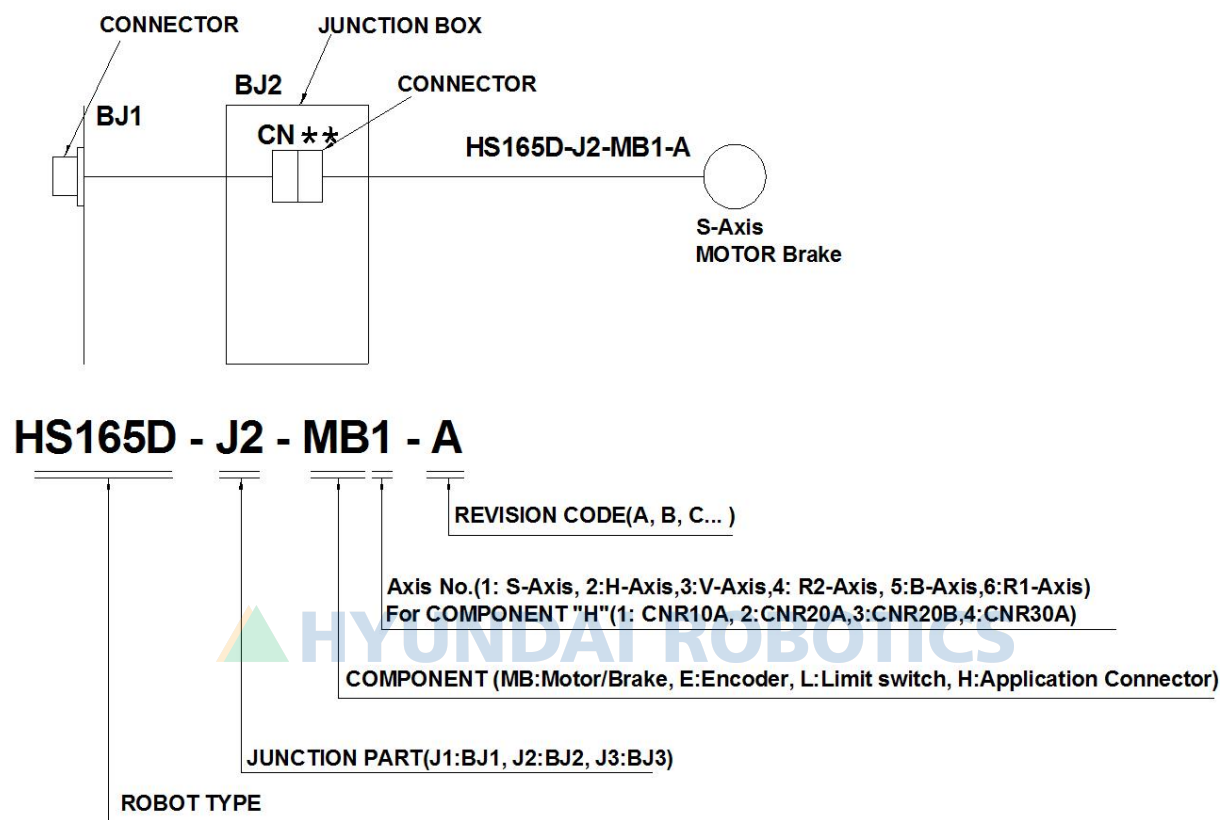 CONNECTOR
JUNCTION BOX
BJ2
CONNECTOR
BJ1
CN **
HS165D-J2-MB1-A
S-Axis
MOTOR Brake
HS165D - J2 - MB1 - A
REVISION CODE(A, B, C... )
Axis No.(1: S-Axis, 2:H-Axis,3:V-Axis,4: R2-Axis, 5:B-Axis,6:R1-Axis)
For COMPONENT "H"(1: CNR10A, 2:CNR20A,3:CNR20B,4:CNR30A)
HYUNDAI ROBOTICS
COMPONENT (MB:Motor/Brake, E:Encoder, L:Limit switch, H:Application Connector)
JUNCTION PART(J1:BJ1, J2:BJ2, J3:BJ3)
ROBOT TYPE